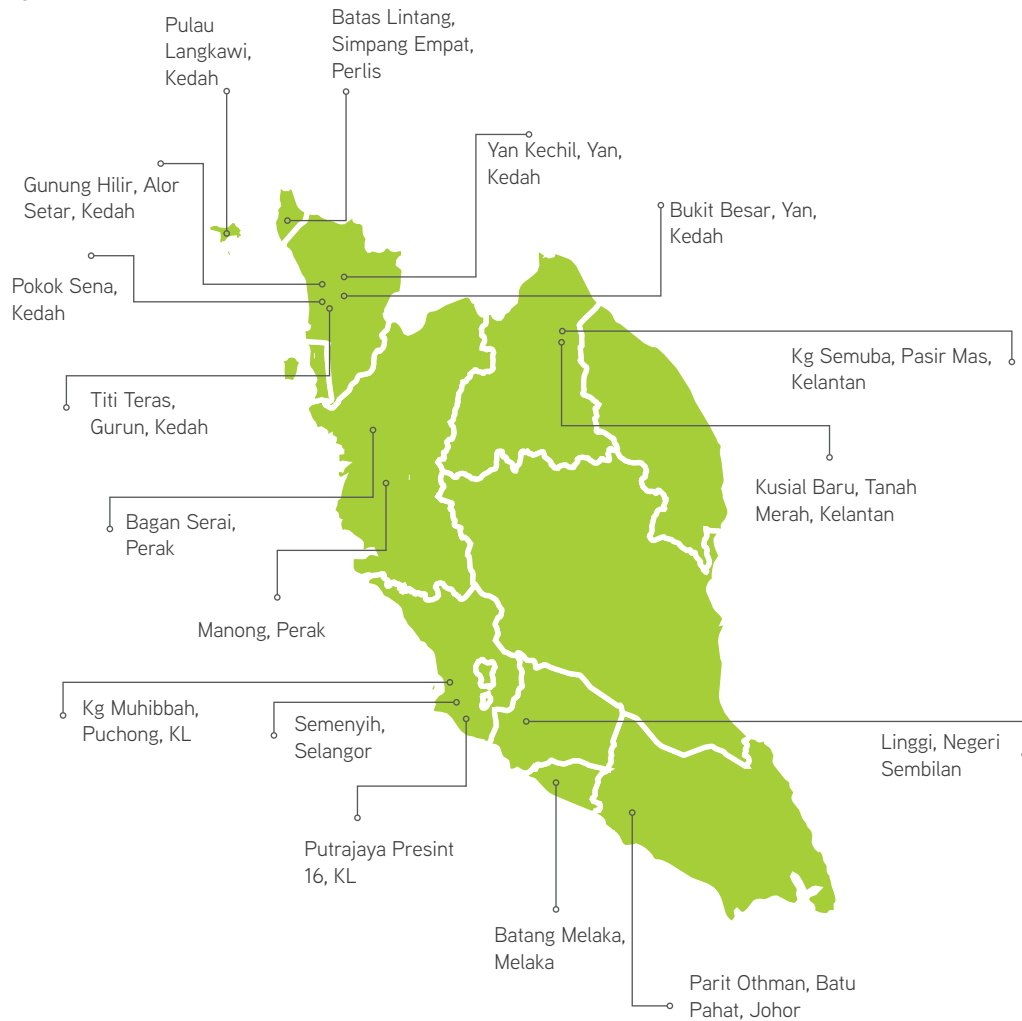 Pulau
Langkawi,
Kedah
Batas Lintang,
Simpang Empat,
Perlis
Yan Kechil, Yan,
Kedah
Gunung Hilir, Alor
Setar, Kedah
Bukit Besar, Yan,
Kedah
Pokok Sena,
Kedah
Kg Semuba, Pasir Mas,
Kelantan
Titi Teras,
Gurun, Kedah
Kusial Baru, Tanah
Merah, Kelantan
Bagan Serai,
Perak
Manong, Perak
Kg Muhibbah,
Puchong, KL
Semenyih,
Selangor
Linggi, Negeri
Sembilan
Putrajaya Presint
16, KL
Batang Melaka,
Melaka
Parit Othman, Batu
Pahat, Johor